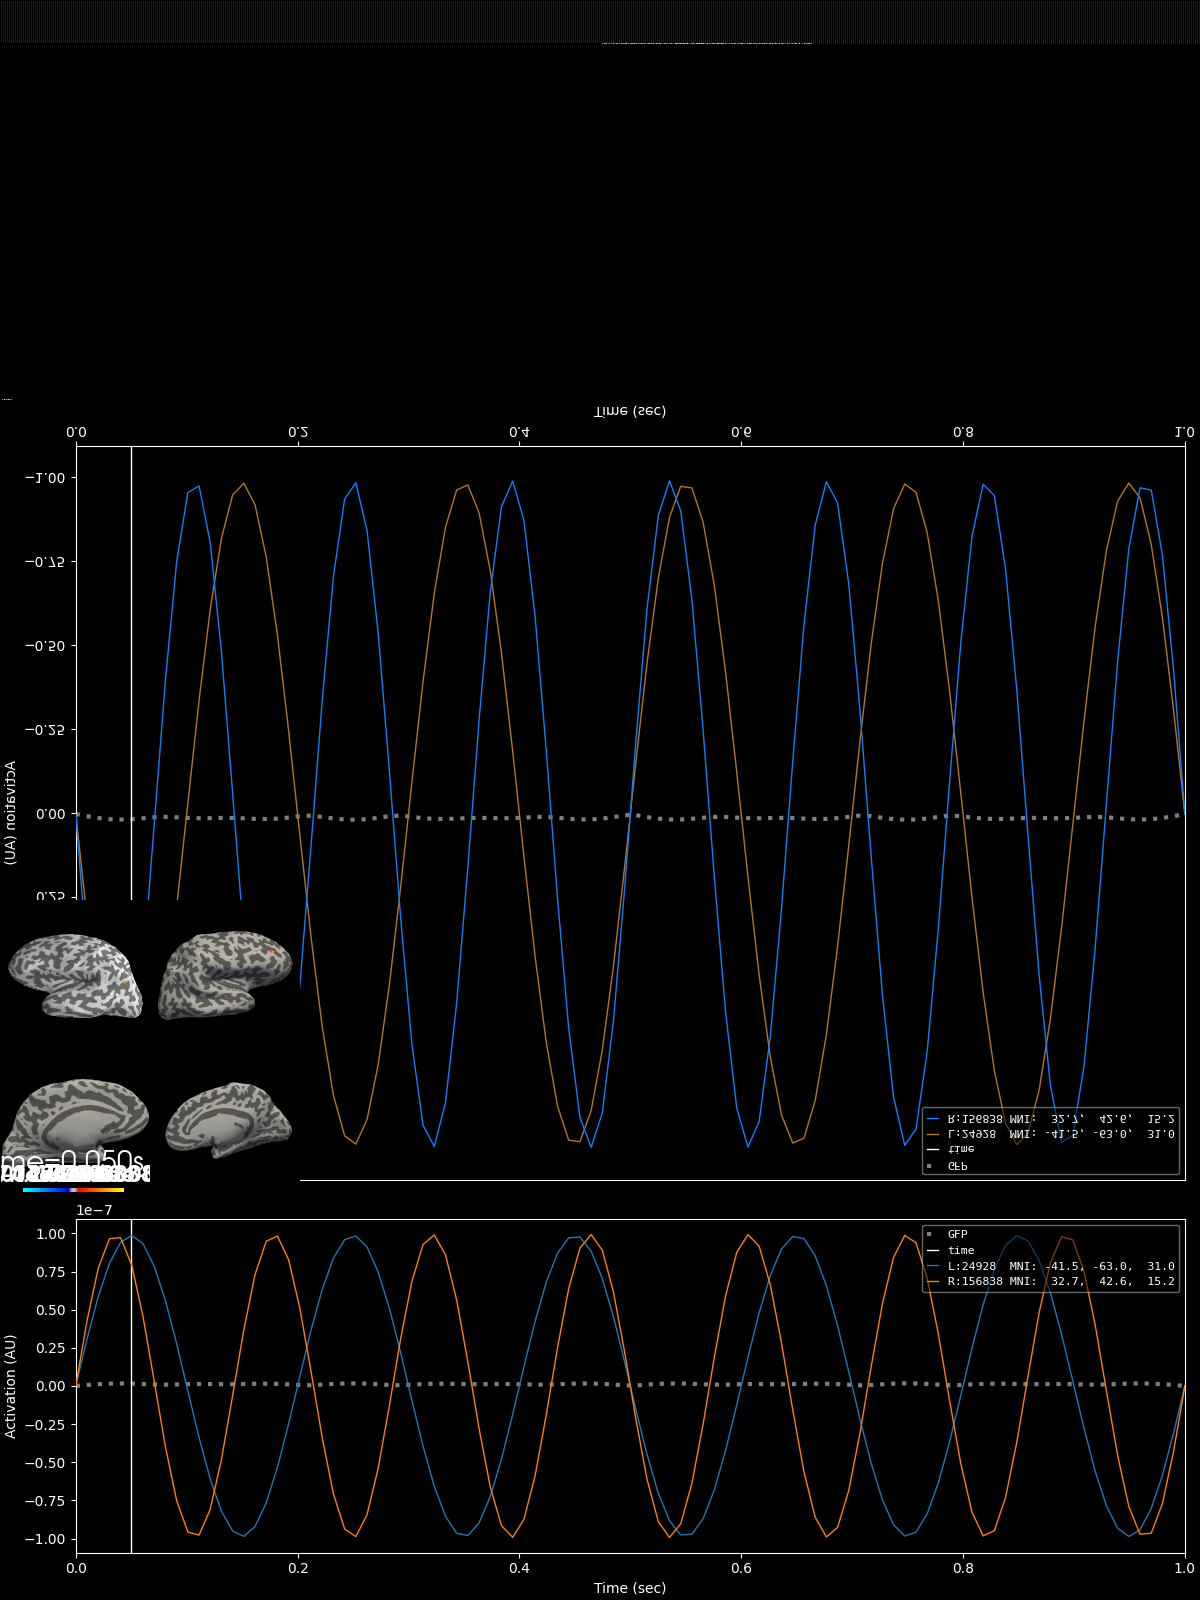 Time (sec)
0.0 0.2 0.4 0.6 0.8 1.0
−1.00
−0.75
−0.50
−0.25
0.00
0.25
Activation (AU)
R:156838 MNI: 32.7, 42.6, 15.2
L:24928 MNI: -41.5, -63.0, 31.0
time
GFP
me=0.050s
1e−7
1.00
0.75
0.50
0.25
0.00
−0.25
−0.50
−0.75
−1.00
Activation (AU)
GFP
time
L:24928 MNI: -41.5, -63.0, 31.0
R:156838 MNI: 32.7, 42.6, 15.2
0.0 0.2 0.4 0.6 0.8 1.0
Time (sec)